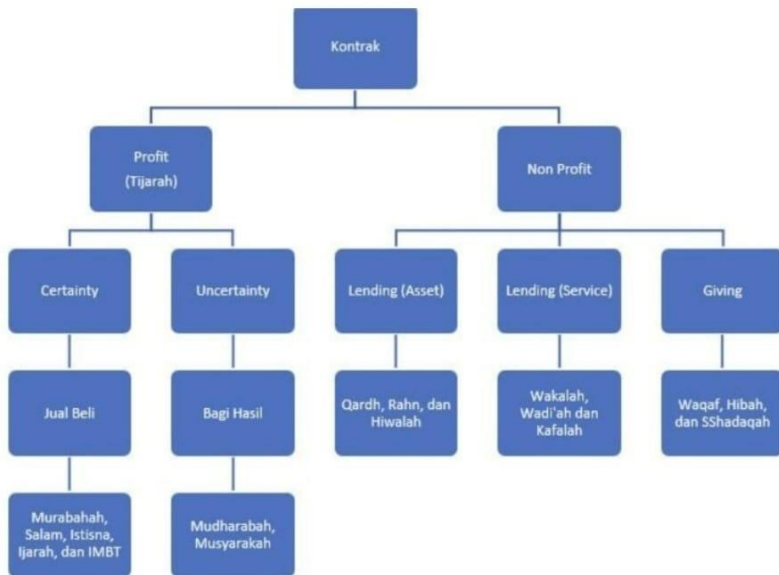 Kontrak
Profit
(Tijarah)
Non Profit
Certainty
Uncertainty
Lending (Asset)
Lending (Service)
Giving
Jual Beli
Bagi Hasil
Qardh, Rahn, dan
Hiwalah
Wakalah,
Wadi'ah dan
Kafalah
Waqaf, Hibah,
dan SShadaqah
Murabahah,
Salam, Istisna,
Ijarah, dan IMBT
Mudharabah,
Musyarakah